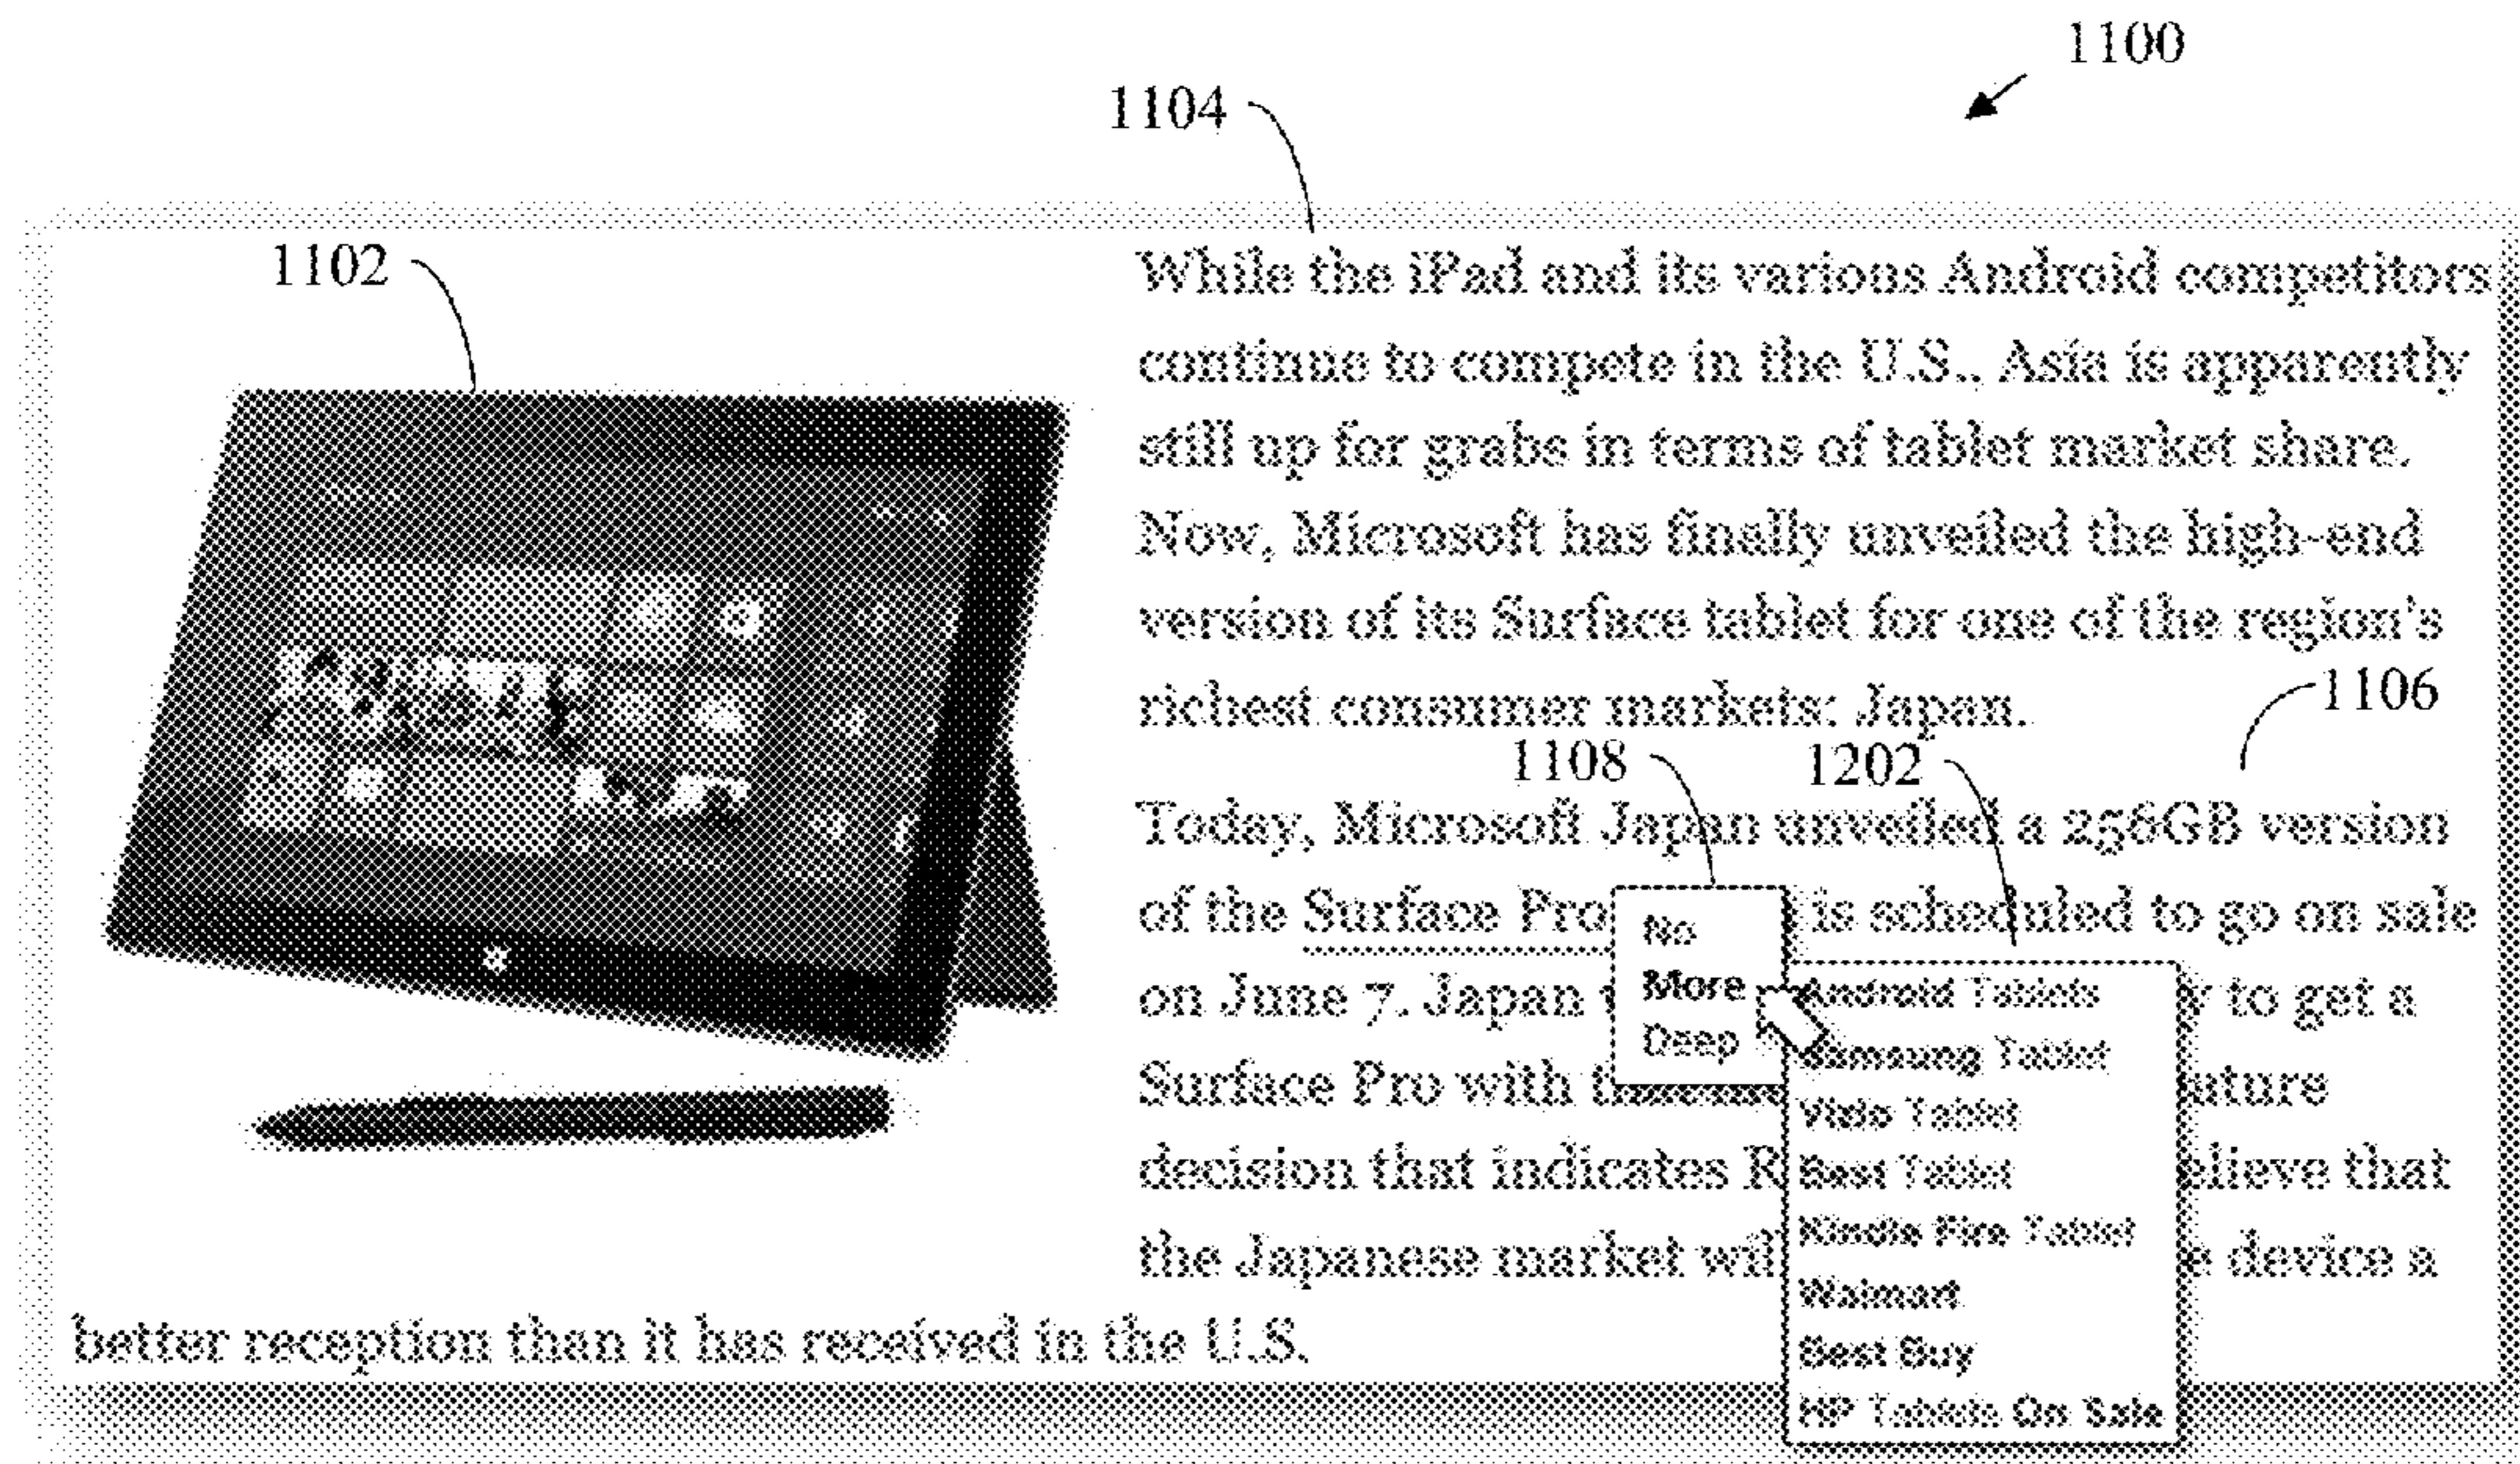 1100
1104
1102
While the iPad and its various Android competitors
continue to compete in the U.S., Asia is apparently
still up for grabs in terms of tablet market share.
Now, Microsoft has finally unveiled the high-end
version of its Surface tablet for one of the region's
richest consumer markets: Japan.
1106
1108
1202
Today, Microsoft Japan unveiled a 256GB version
of the Surface Pro is scheduled to go on sale
on June 7. Japan to get a
Surface Pro with
decision that indicates that
the Japanese market device a
better reception than it has received in the U.S.
No
More
Deep
Android Tablets
Samsung Tablet
Vizio Tablet
Best Tablet
Kindle Fire Tablet
Walmart
Best Buy
HP Tablets On Sale